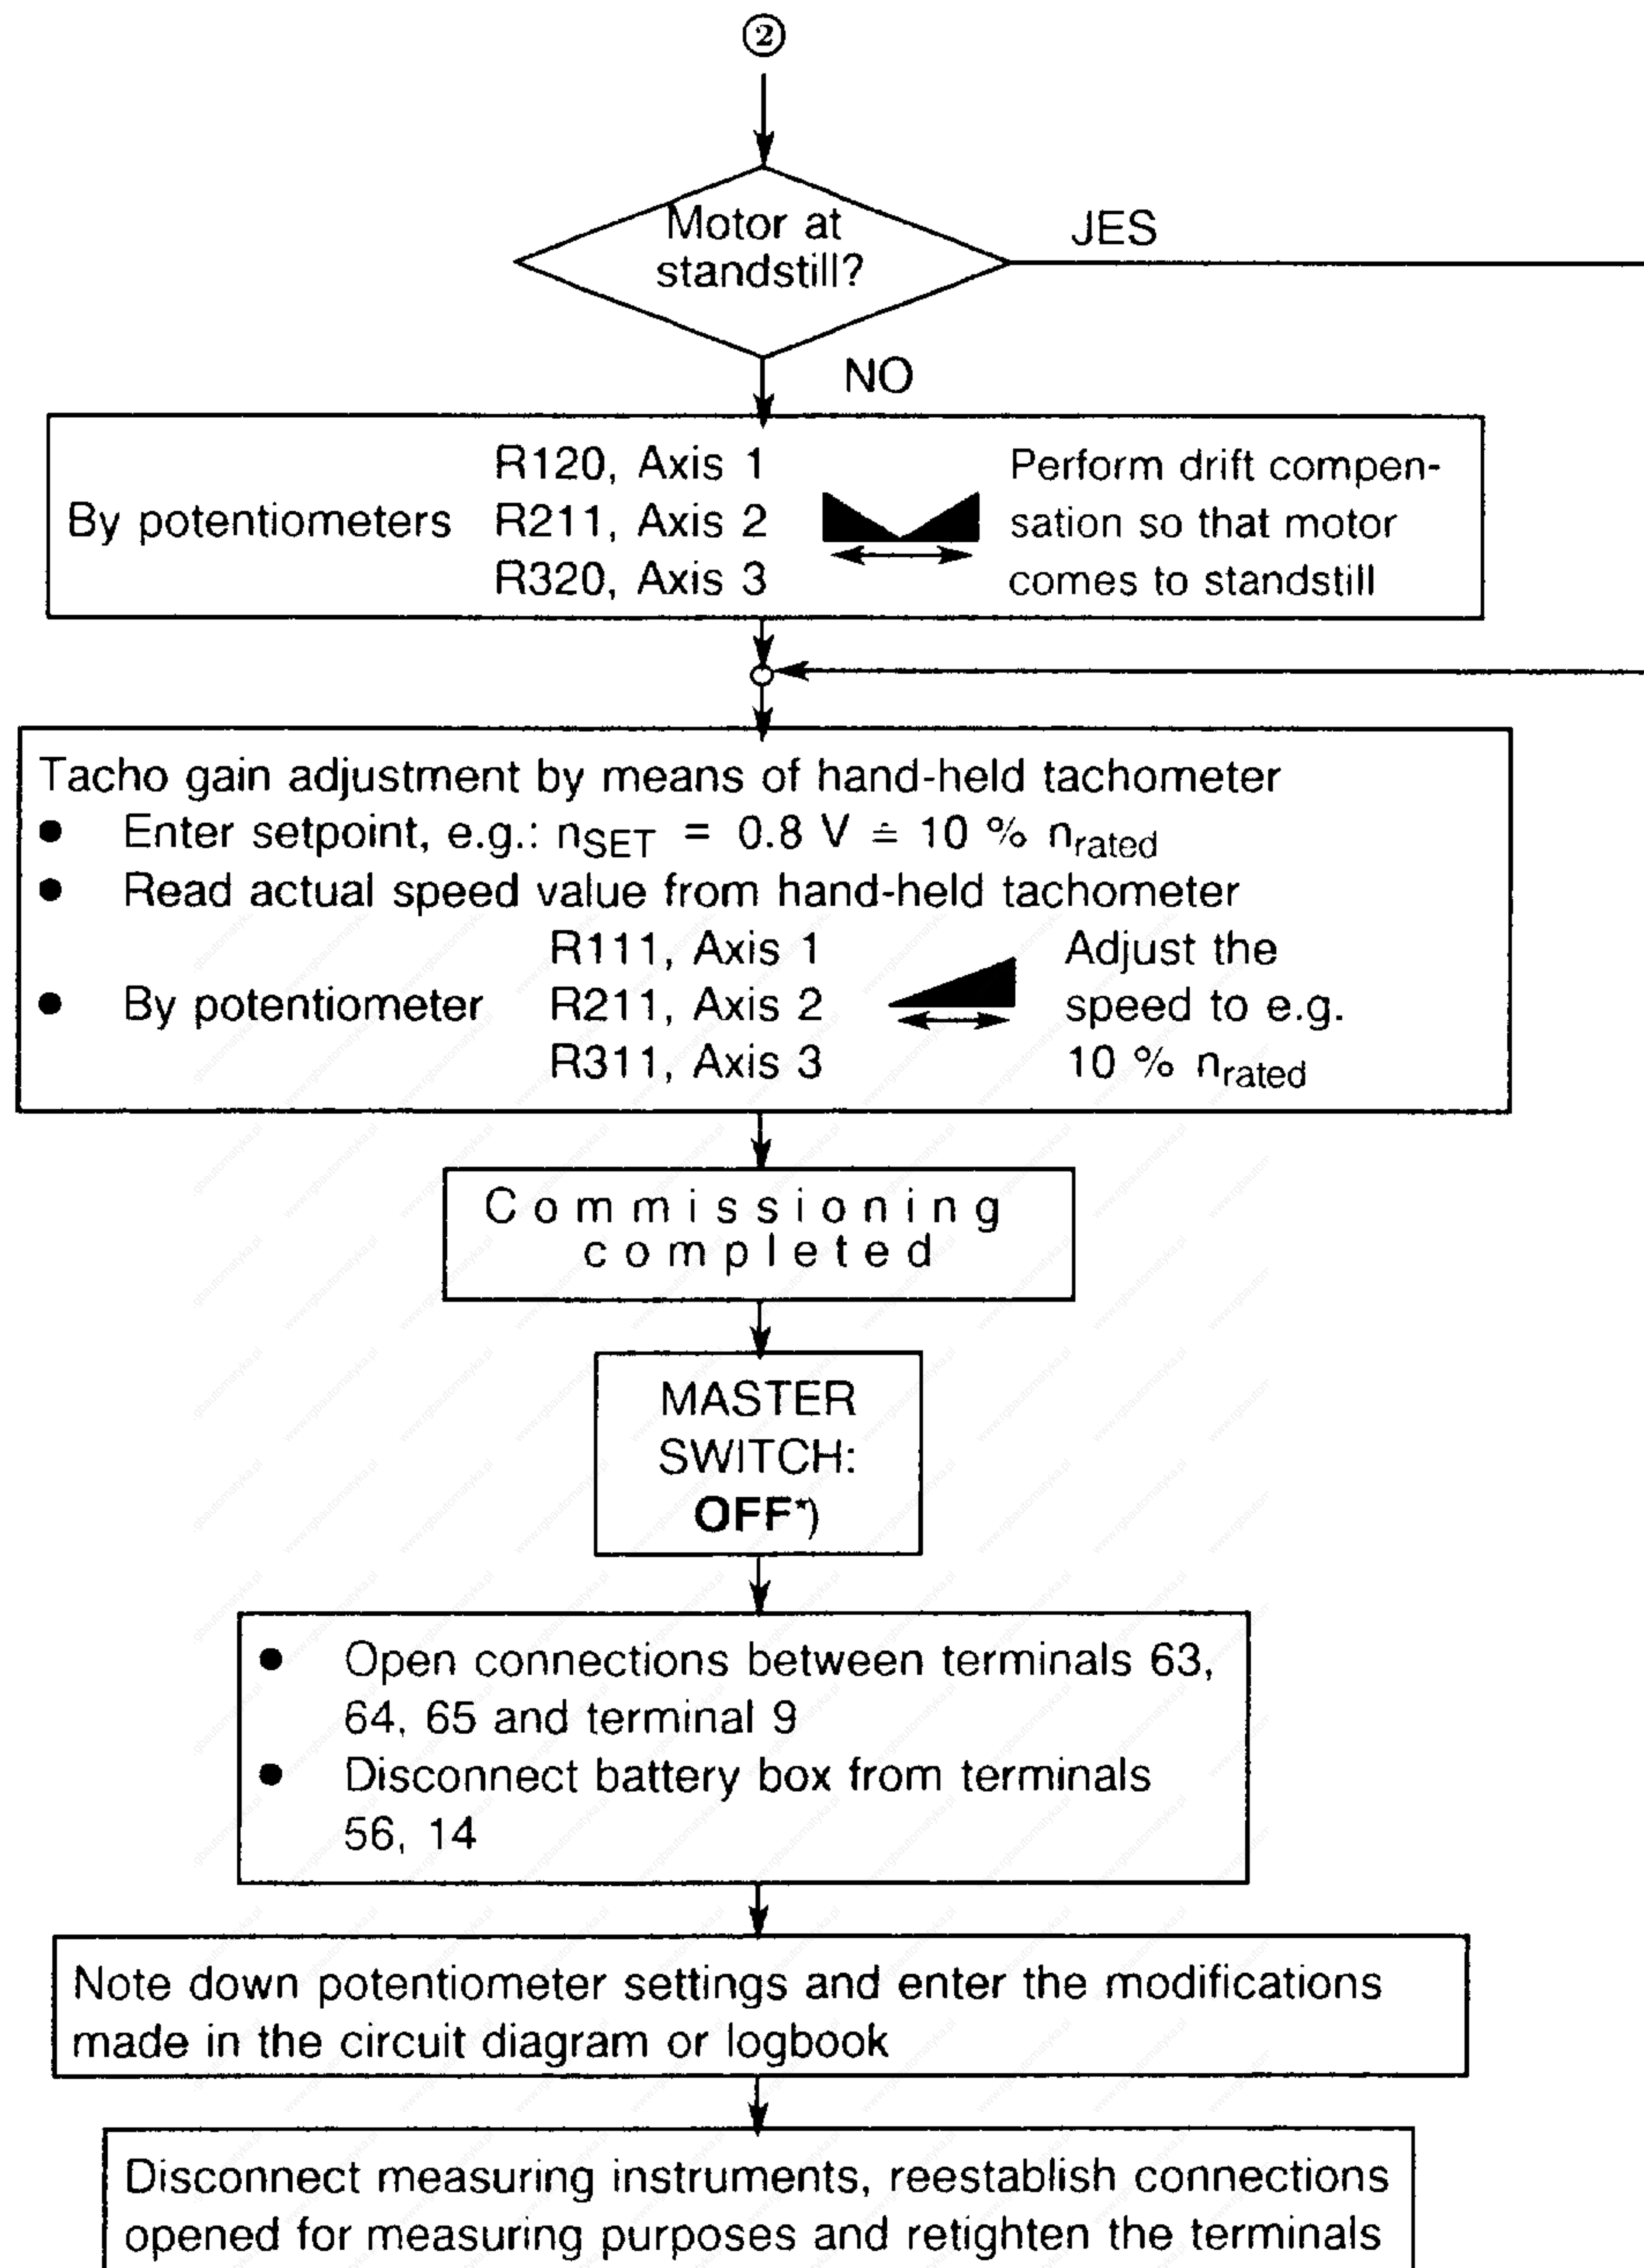 ②
Motor at
standstill?
JES
NO
R120, Axis 1
By potentiometers R211, Axis 2
R320, Axis 3
Perform drift compen-
sation so that motor
comes to standstill
Tacho gain adjustment by means of hand-held tachometer
● Enter setpoint, e.g.: nSET = 0.8 V ≙ 10 % nrated
● Read actual speed value from hand-held tachometer
R111, Axis 1
● By potentiometer R211, Axis 2
R311, Axis 3
Adjust the
speed to e.g.
10 % nrated
Commissioning
completed
MASTER
SWITCH:
OFF*)
● Open connections between terminals 63,
64, 65 and terminal 9
● Disconnect battery box from terminals
56, 14
Note down potentiometer settings and enter the modifications
made in the circuit diagram or logbook
Disconnect measuring instruments, reestablish connections
opened for measuring purposes and retighten the terminals
www.rgbautomatyka.pl